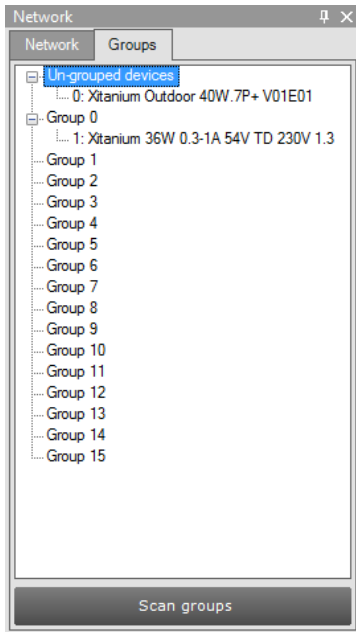 Network
Network Groups
Un-grouped devices
0: Xitanium Outdoor 40W.7P+ V01E01
Group 0
1: Xitanium 36W 0.3-1A 54V TD 230V 1.3
Group 1
Group 2
Group 3
Group 4
Group 5
Group 6
Group 7
Group 8
Group 9
Group 10
Group 11
Group 12
Group 13
Group 14
Group 15
Scan groups